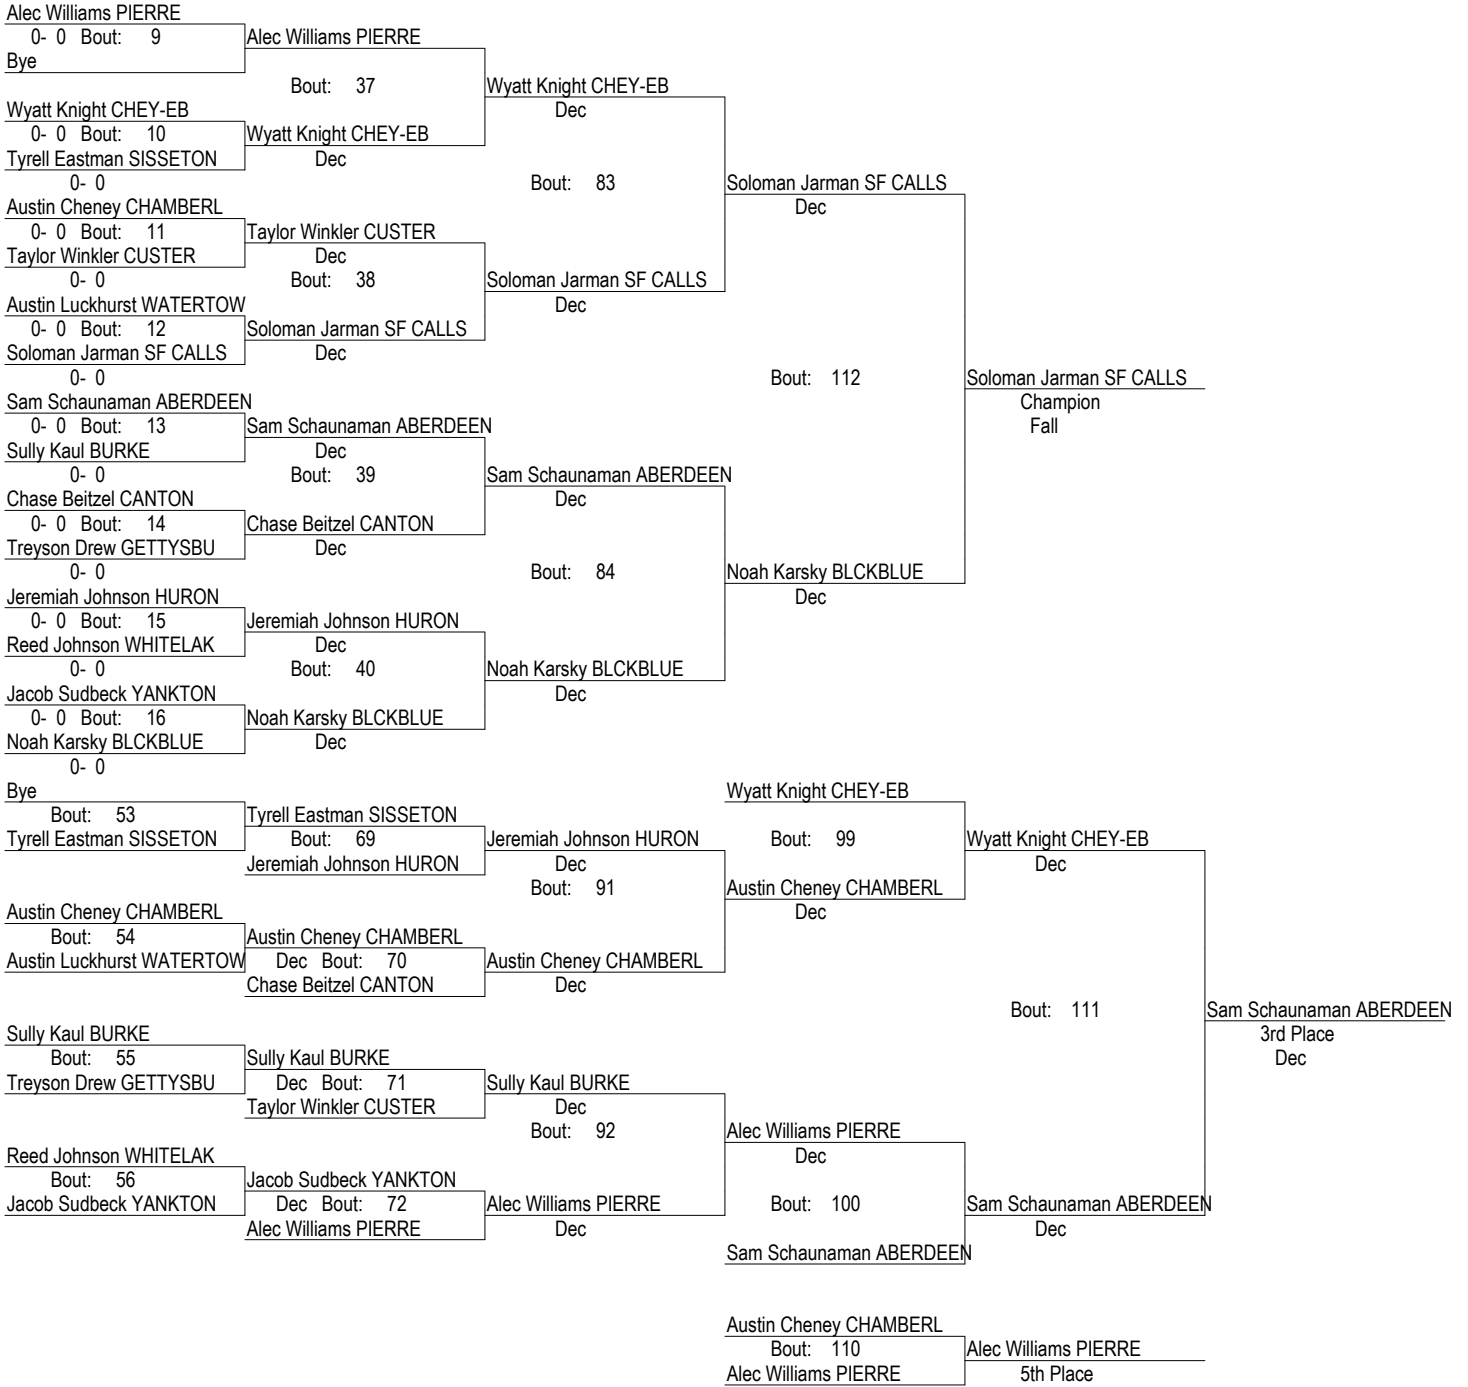 Alec Williams PIERRE
0- 0 Bout: 9 Alec Williams PIERRE
Bye
Bout: 37 Wyatt Knight CHEY-EB
Wyatt Knight CHEY-EB Dec
0- 0 Bout: 10 Wyatt Knight CHEY-EB
Tyrell Eastman SISSETON Dec
0- 0 Bout: 83 Soloman Jarman SF CALLS
Austin Cheney CHAMBERL Dec
0- 0 Bout: 11 Taylor Winkler CUSTER
Taylor Winkler CUSTER Dec
0- 0 Bout: 38 Soloman Jarman SF CALLS
Austin Luckhurst WATERTOW Dec
0- 0 Bout: 12 Soloman Jarman SF CALLS
Soloman Jarman SF CALLS Dec
0- 0 Bout: 112 Soloman Jarman SF CALLS
Sam Schaunaman ABERDEEN Champion
0- 0 Bout: 13 Sam Schaunaman ABERDEEN Fall
Sully Kaul BURKE Dec
0- 0 Bout: 39 Sam Schaunaman ABERDEEN
Chase Beitzel CANTON Dec
0- 0 Bout: 14 Chase Beitzel CANTON
Treyson Drew GETTYSBU Dec
0- 0 Bout: 84 Noah Karsky BLCKBLUE
Jeremiah Johnson HURON Dec
0- 0 Bout: 15 Jeremiah Johnson HURON
Reed Johnson WHITELAK Dec
0- 0 Bout: 40 Noah Karsky BLCKBLUE
Jacob Sudbeck YANKTON Dec
0- 0 Bout: 16 Noah Karsky BLCKBLUE
Noah Karsky BLCKBLUE Dec
0- 0
Bye Wyatt Knight CHEY-EB
Bout: 53 Tyrell Eastman SISSETON
Tyrell Eastman SISSETON Bout: 69 Jeremiah Johnson HURON Bout: 99 Wyatt Knight CHEY-EB
Jeremiah Johnson HURON Dec Dec
Bout: 91 Austin Cheney CHAMBERL
Austin Cheney CHAMBERL Dec
Bout: 54 Austin Cheney CHAMBERL
Austin Luckhurst WATERTOW Dec Bout: 70 Austin Cheney CHAMBERL
Chase Beitzel CANTON Dec
Bout: 111 Sam Schaunaman ABERDEEN
Sully Kaul BURKE 3rd Place
Bout: 55 Sully Kaul BURKE Dec
Treyson Drew GETTYSBU Dec Bout: 71 Sully Kaul BURKE
Taylor Winkler CUSTER Dec
Bout: 92 Alec Williams PIERRE
Reed Johnson WHITELAK Dec
Bout: 56 Jacob Sudbeck YANKTON
Jacob Sudbeck YANKTON Dec Bout: 72 Alec Williams PIERRE Bout: 100 Sam Schaunaman ABERDEEN
Alec Williams PIERRE Dec Dec
Sam Schaunaman ABERDEEN
Austin Cheney CHAMBERL
Bout: 110 Alec Williams PIERRE
Alec Williams PIERRE 5th Place